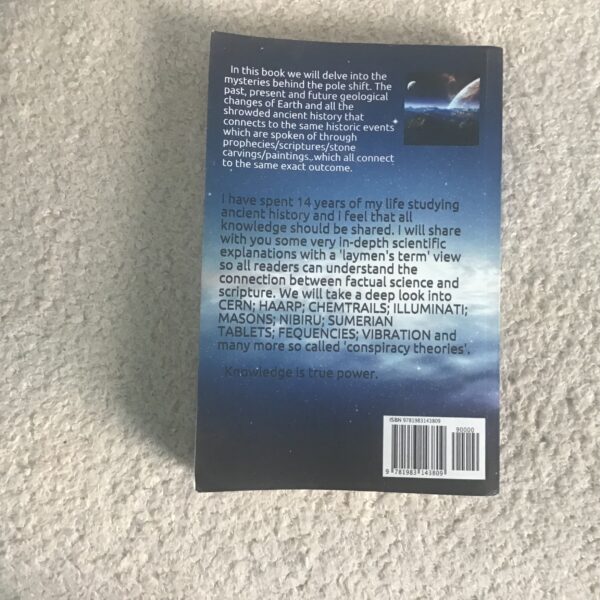 In this book we will delve into the
mysteries behind the pole shift. The
past, present and future geological
changes of Earth and all the
shrowded ancient history that
connects to the same historic events
which are spoken of through
prophecies/scriptures/stone
carvings/paintings..which all connect
to the same exact outcome.
I have spent 14 years of my life studying
ancient history and i feel that all
knowledge should be shared. I will share
with you some very in-depth scientific
explanations with a 'laymen's term' view
so all readers can understand the
connection between factual science and
scripture. We will take a deep look into
CERN; HAARP; CHEMTRAILS; ILLUMINATI;
MASONS; NIBIRU; SUMERIAN
TABLETS; FEQUENCIES; VIBRATION and
many more so called 'conspiracy theories'.
Knowledge is true power.
ISBN 9781983143809
90000
9 781983 143809